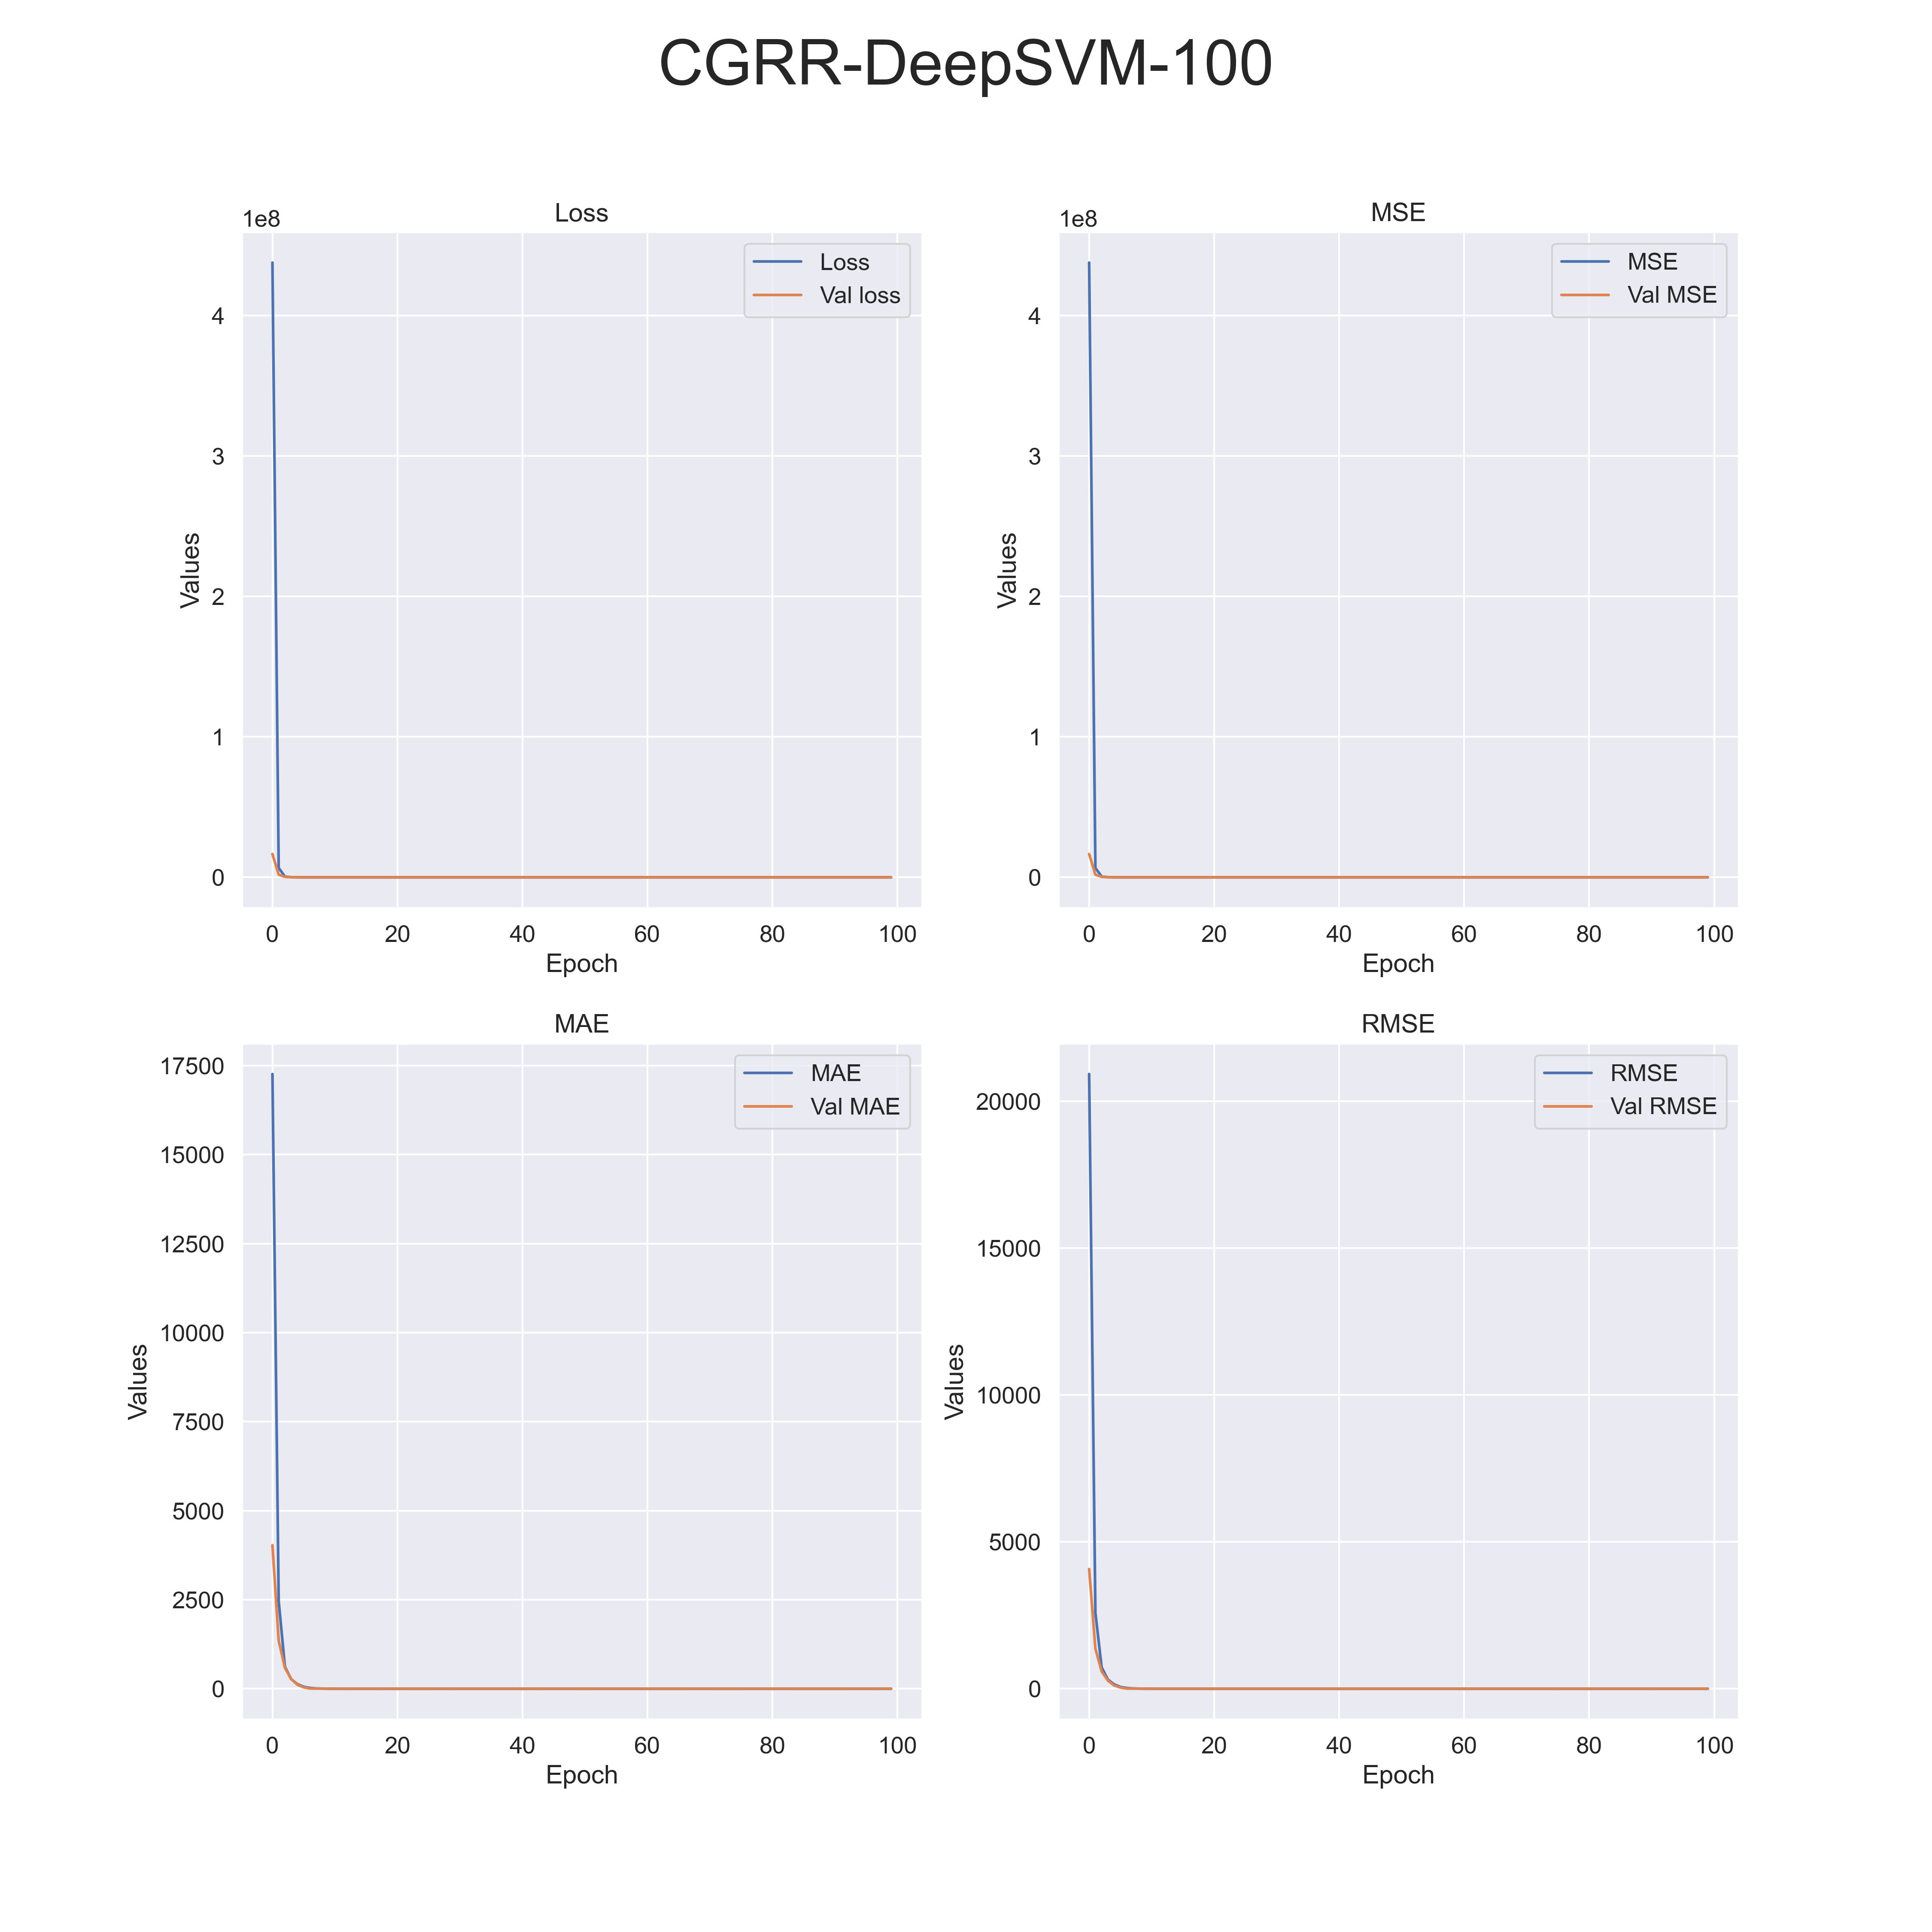 CGRR-DeepSVM-100
Loss
1e8
Loss
Val loss
4
3
2
1
0
Values
0 20 40 60 80 100
Epoch
MSE
1e8
MSE
Val MSE
4
3
2
1
0
Values
0 20 40 60 80 100
Epoch
MAE
MAE
Val MAE
17500
15000
12500
10000
7500
5000
2500
0
Values
0 20 40 60 80 100
Epoch
RMSE
RMSE
Val RMSE
20000
15000
10000
5000
0
Values
0 20 40 60 80 100
Epoch